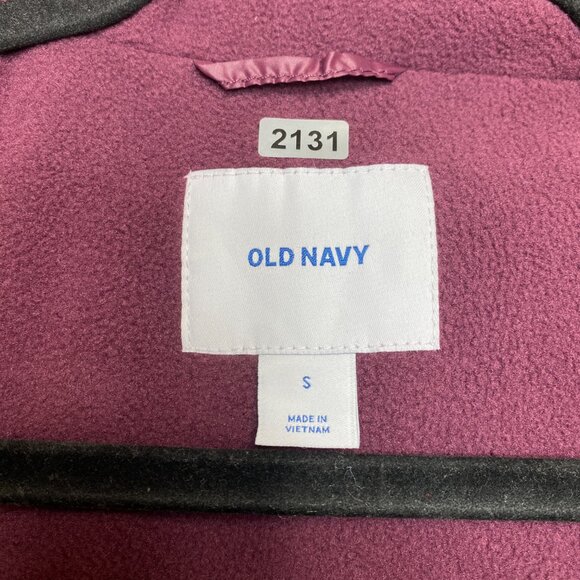 2131
OLD NAVY
S
MADE IN
VIETNAM